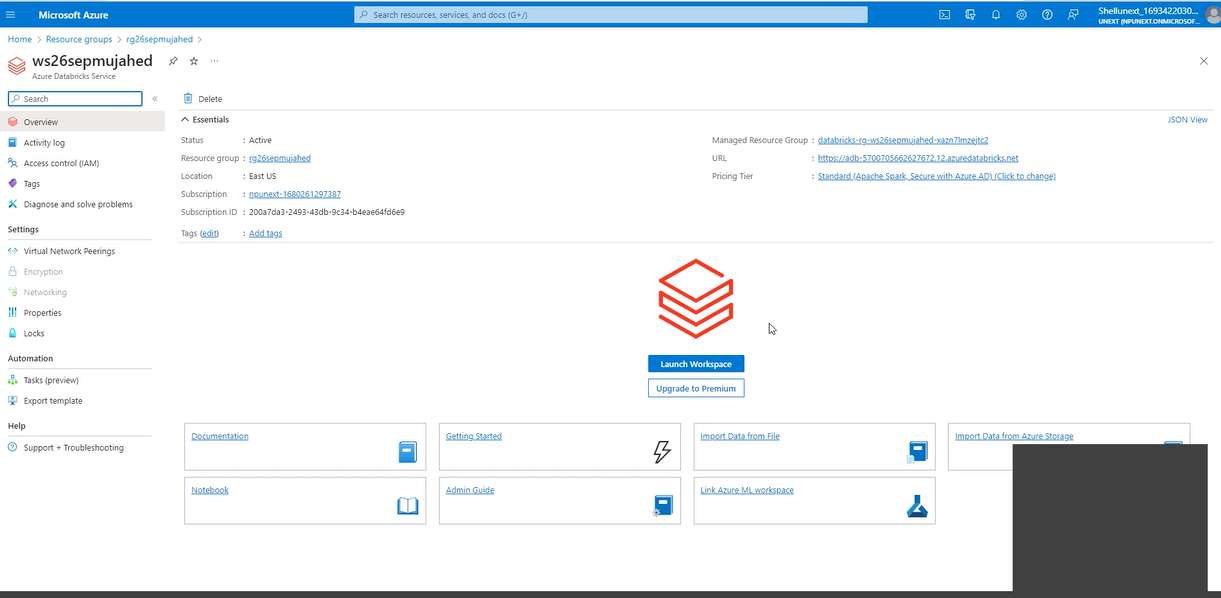 Microsoft Azure
Search resources, services, and docs (G+/)
Shellunext_1693422030...
UNEXT (NPUNEXT.ONMICROSOF...
Home > Resource groups > rg26sepmujahed >
ws26sepmujahed
Azure Databricks Service
Search
Overview
Activity log
Access control (IAM)
Tags
Diagnose and solve problems
Settings
Virtual Network Peerings
Encryption
Networking
Properties
Locks
Automation
Tasks (preview)
Export template
Help
Support + Troubleshooting
Delete
Essentials
JSON View
Status : Active
Resource group : rg26sepmujahed
Location : East US
Subscription : npunext-1680261297387
Subscription ID : 200a7da3-2493-43db-9c34-b4eae64fd6e9
Tags (edit) : Add tags
Managed Resource Group : databricks-rg-ws26sepmujahed-xazn7lmzejtc2
URL : https://adb-5700705662627672.12.azuredatabricks.net
Pricing Tier : Standard (Apache Spark, Secure with Azure AD) (Click to change)
Launch Workspace
Upgrade to Premium
Documentation
Getting Started
Import Data from File
Import Data from Azure Storage
Notebook
Admin Guide
Link Azure ML workspace